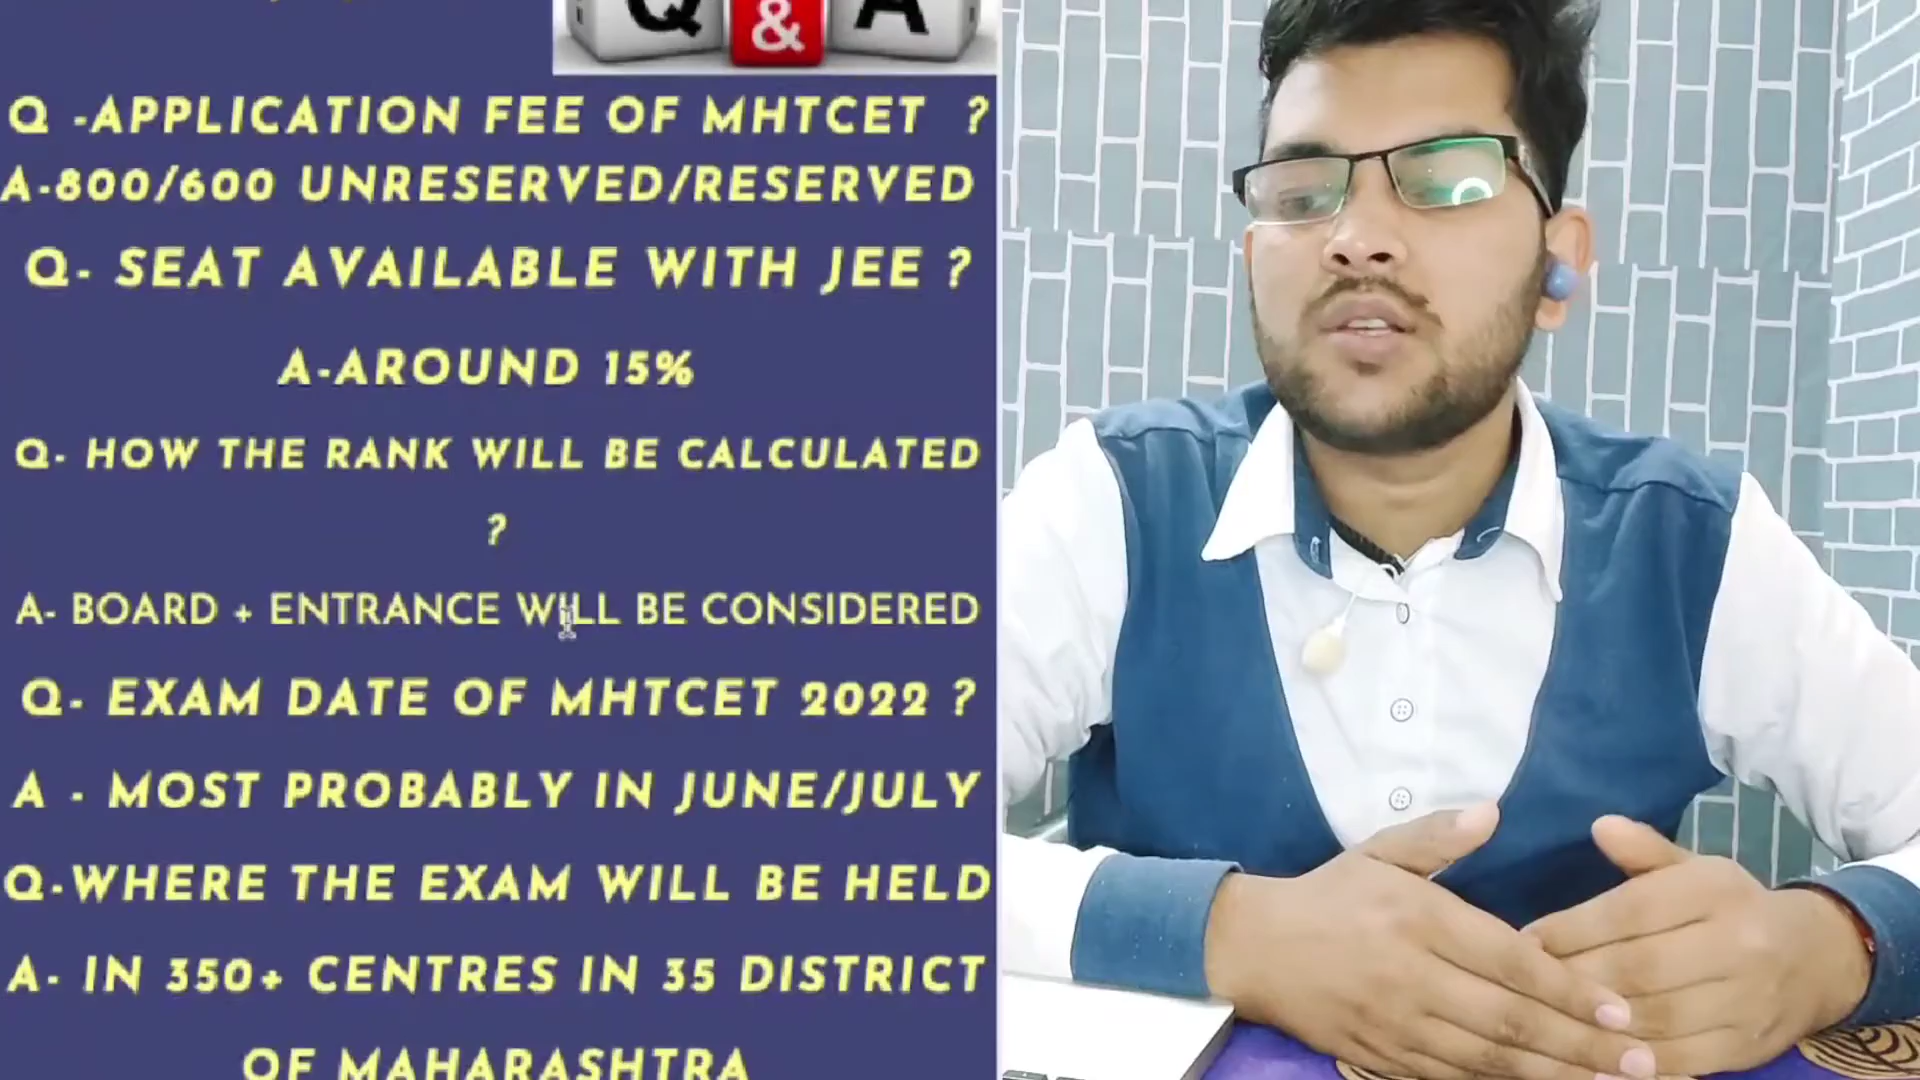 Q & A
Q -APPLICATION FEE OF MHTCET ?
A-800/600 UNRESERVED/RESERVED
Q- SEAT AVAILABLE WITH JEE ?
A-AROUND 15%
Q- HOW THE RANK WILL BE CALCULATED
?
A- BOARD + ENTRANCE WILL BE CONSIDERED
Q- EXAM DATE OF MHTCET 2022 ?
A - MOST PROBABLY IN JUNE/JULY
Q-WHERE THE EXAM WILL BE HELD
A- IN 350+ CENTRES IN 35 DISTRICT
OF MAHARASHTRA